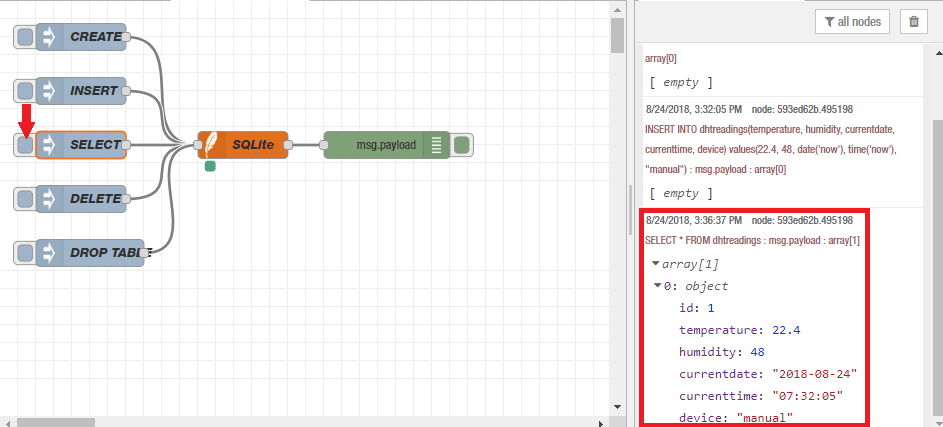 CREATE
INSERT
SELECT
DELETE
DROP TABLE
SQLite
msg.payload
all nodes
array[0]
[ empty ]
8/24/2018, 3:32:05 PM node: 593ed62b.495198
INSERT INTO dhtreadings(temperature, humidity, currentdate,
currenttime, device) values(22.4, 48, date('now'), time('now'),
"manual") : msg.payload : array[0]
[ empty ]
8/24/2018, 3:36:37 PM node: 593ed62b.495198
SELECT * FROM dhtreadings : msg.payload : array[1]
array[1]
0: object
id: 1
temperature: 22.4
humidity: 48
currentdate: "2018-08-24"
currenttime: "07:32:05"
device: "manual"